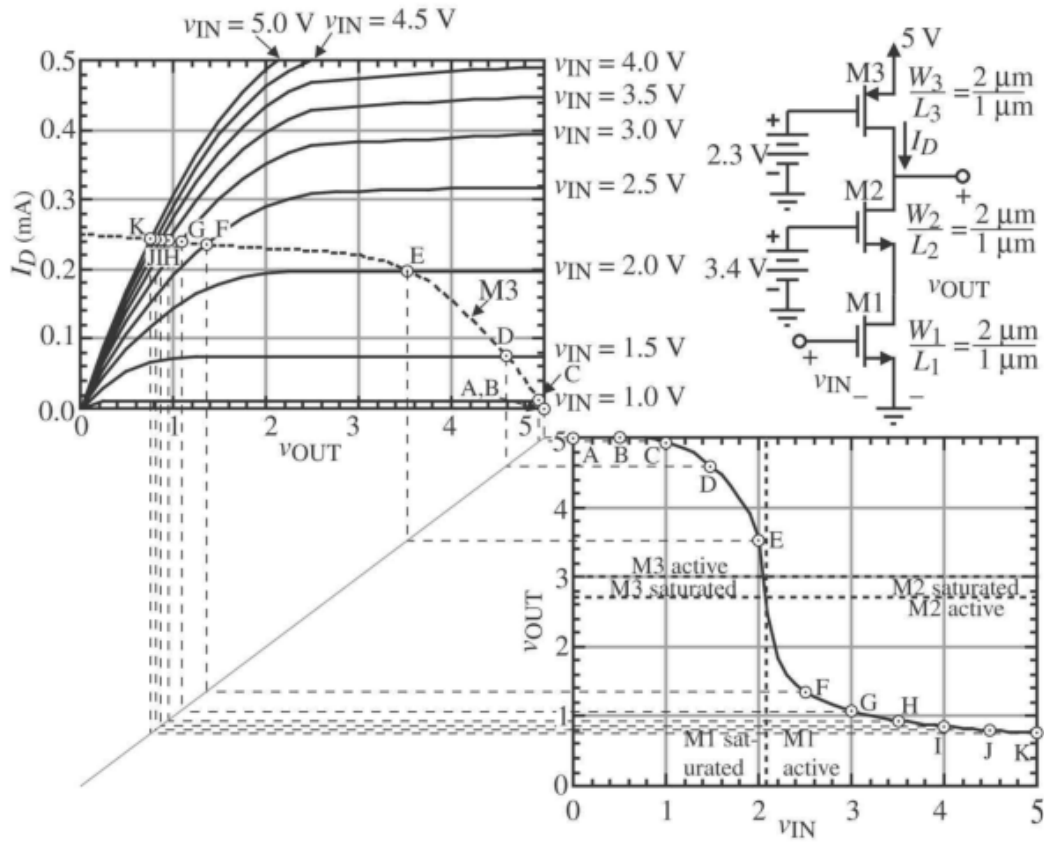 vIN = 5.0 V
vIN = 4.5 V
0.5
0.4
0.3
0.2
0.1
0.0
ID (mA)
K
JIH
G
F
E
M3
D
A,B
C
0
1
2
3
4
5
vOUT
vIN = 4.0 V
vIN = 3.5 V
vIN = 3.0 V
vIN = 2.5 V
vIN = 2.0 V
vIN = 1.5 V
vIN = 1.0 V
5 V
M3
W3/L3 = 2 μm/1 μm
+
2.3 V
-
ID
+
M2
W2/L2 = 2 μm/1 μm
+
3.4 V
-
vOUT
M1
W1/L1 = 2 μm/1 μm
+
vIN
-
-
5
4
3
2
1
0
vOUT
A
B
C
D
E
M3 active
M3 saturated
M2 saturated
M2 active
F
G
H
I
J
K
M1 sat-
urated
M1
active
0
1
2
3
4
5
vIN